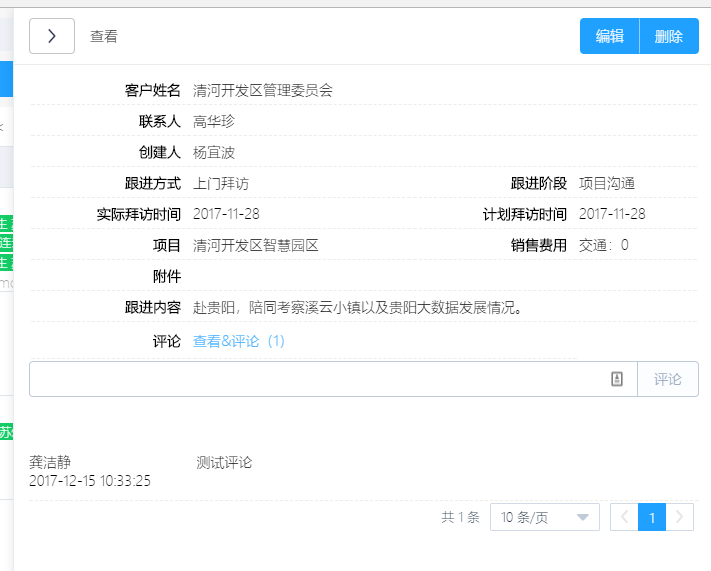 查看
编辑 删除
客户姓名 清河开发区管理委员会
联系人 高华珍
创建人 杨宜波
跟进方式 上门拜访 跟进阶段 项目沟通
实际拜访时间 2017-11-28 计划拜访时间 2017-11-28
项目 清河开发区智慧园区 销售费用 交通：0
附件
跟进内容 赴贵阳，陪同考察溪云小镇以及贵阳大数据发展情况。
评论 查看&评论（1）
评论
龚洁静 测试评论
2017-12-15 10:33:25
共 1 条 10 条/页 1